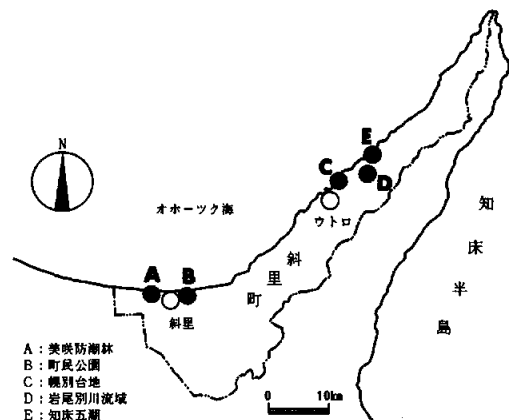 N
オホーツク海
E
C
D
ウトロ
知床半島
斜里町
A
B
斜里
A：美咲防潮林
B：町民公園
C：幌別台地
D：岩尾別川流域
E：知床五湖
0 10km